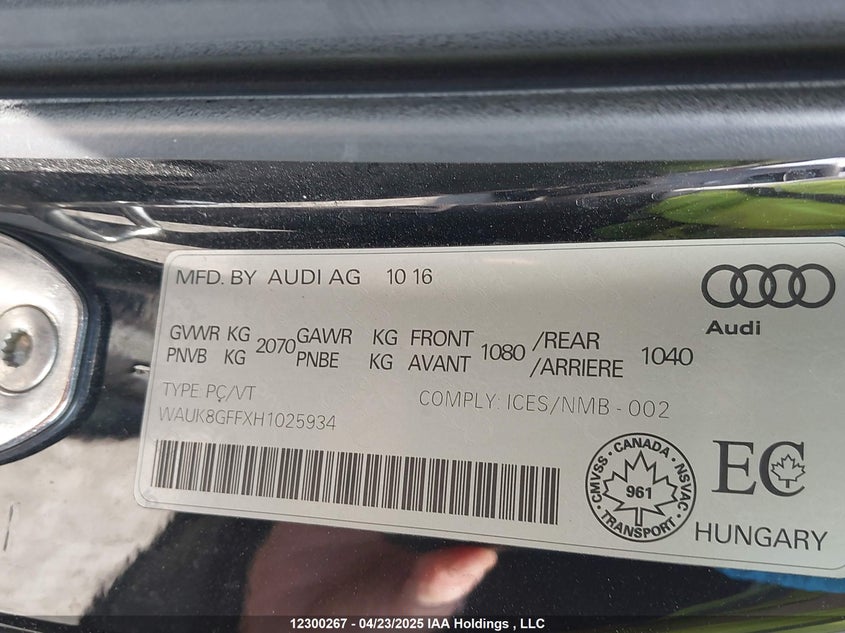 MFD. BY AUDI AG 10 16
Audi
GVWR KG 2070 GAWR KG FRONT 1080 /REAR 1040
PNVB KG PNBE KG AVANT /ARRIERE
TYPE: PC/VT COMPLY: ICES/NMB - 002
WAUK8GFFXH1025934
CMVSS · CANADA · NSVAC · TRANSPORT
961
EC
HUNGARY
12300267 - 04/23/2025 IAA Holdings , LLC